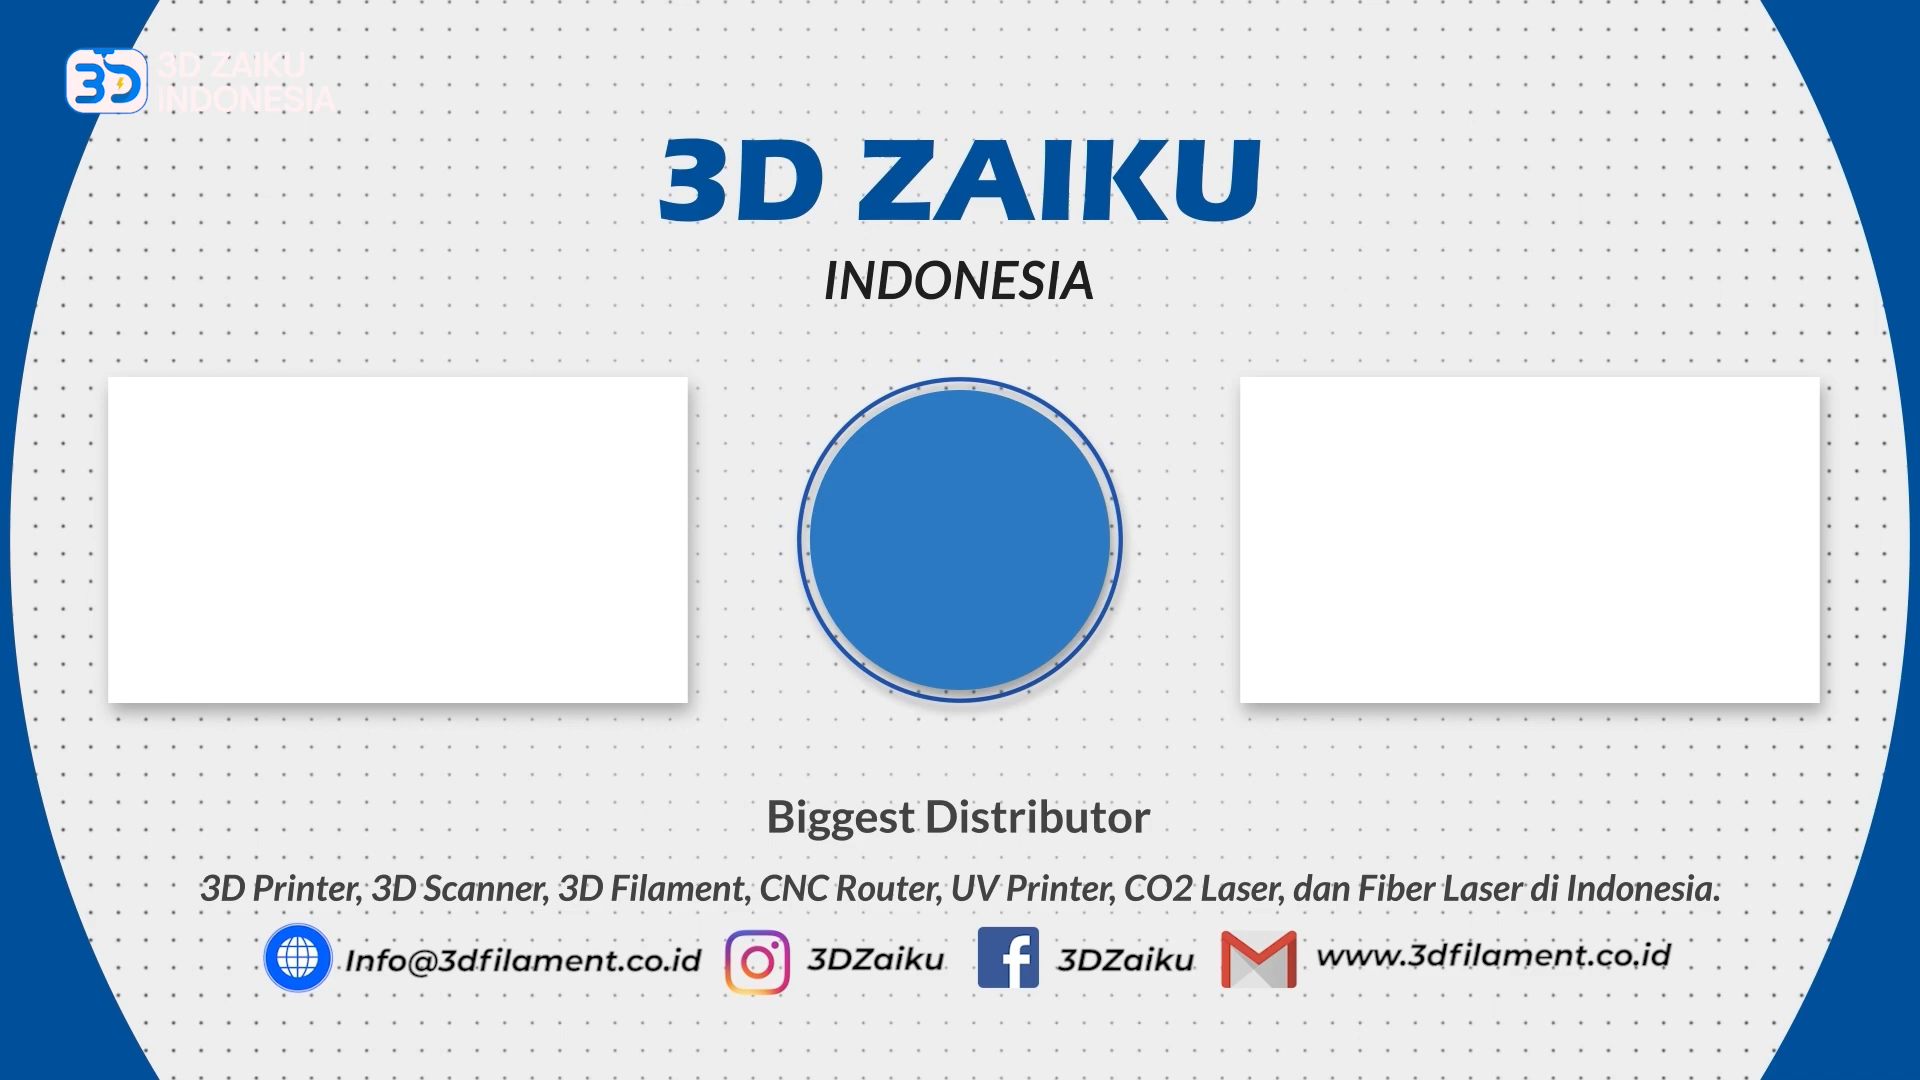 3D
3D ZAIKU
INDONESIA
3D ZAIKU
INDONESIA
Biggest Distributor
3D Printer, 3D Scanner, 3D Filament, CNC Router, UV Printer, CO2 Laser, dan Fiber Laser di Indonesia.
Info@3dfilament.co.id 3DZaiku 3DZaiku www.3dfilament.co.id